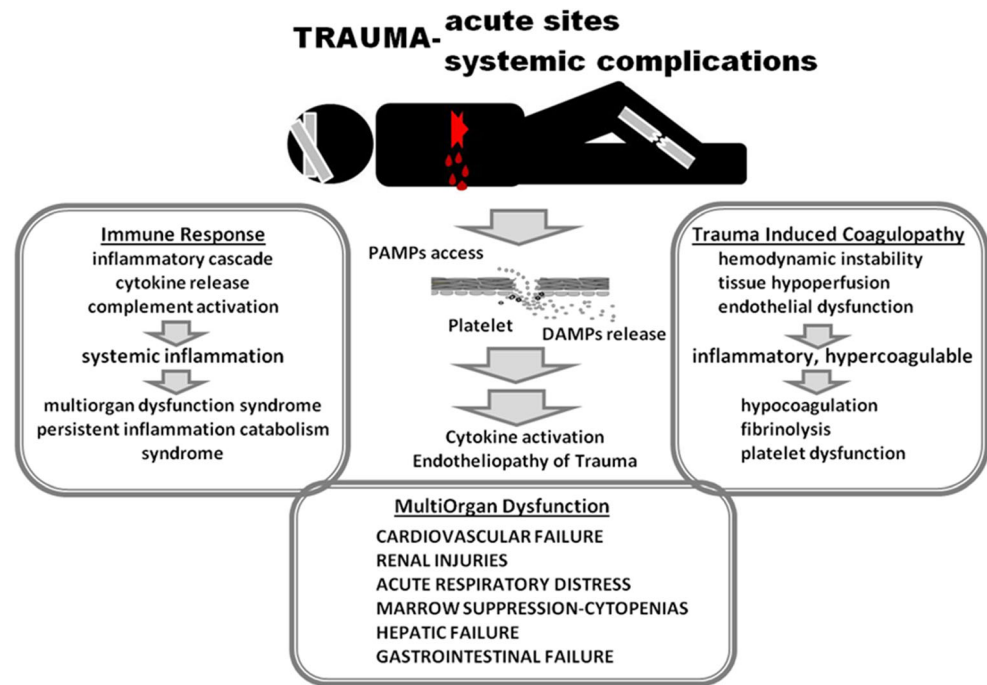 TRAUMA-
acute sites
systemic complications
Immune Response
inflammatory cascade
cytokine release
complement activation
systemic inflammation
multiorgan dysfunction syndrome
persistent inflammation catabolism
syndrome
PAMPs access
Platelet
DAMPs release
Cytokine activation
Endotheliopathy of Trauma
Trauma Induced Coagulopathy
hemodynamic instability
tissue hypoperfusion
endothelial dysfunction
inflammatory, hypercoagulable
hypocoagulation
fibrinolysis
platelet dysfunction
MultiOrgan Dysfunction
CARDIOVASCULAR FAILURE
RENAL INJURIES
ACUTE RESPIRATORY DISTRESS
MARROW SUPPRESSION-CYTOPENIAS
HEPATIC FAILURE
GASTROINTESTINAL FAILURE